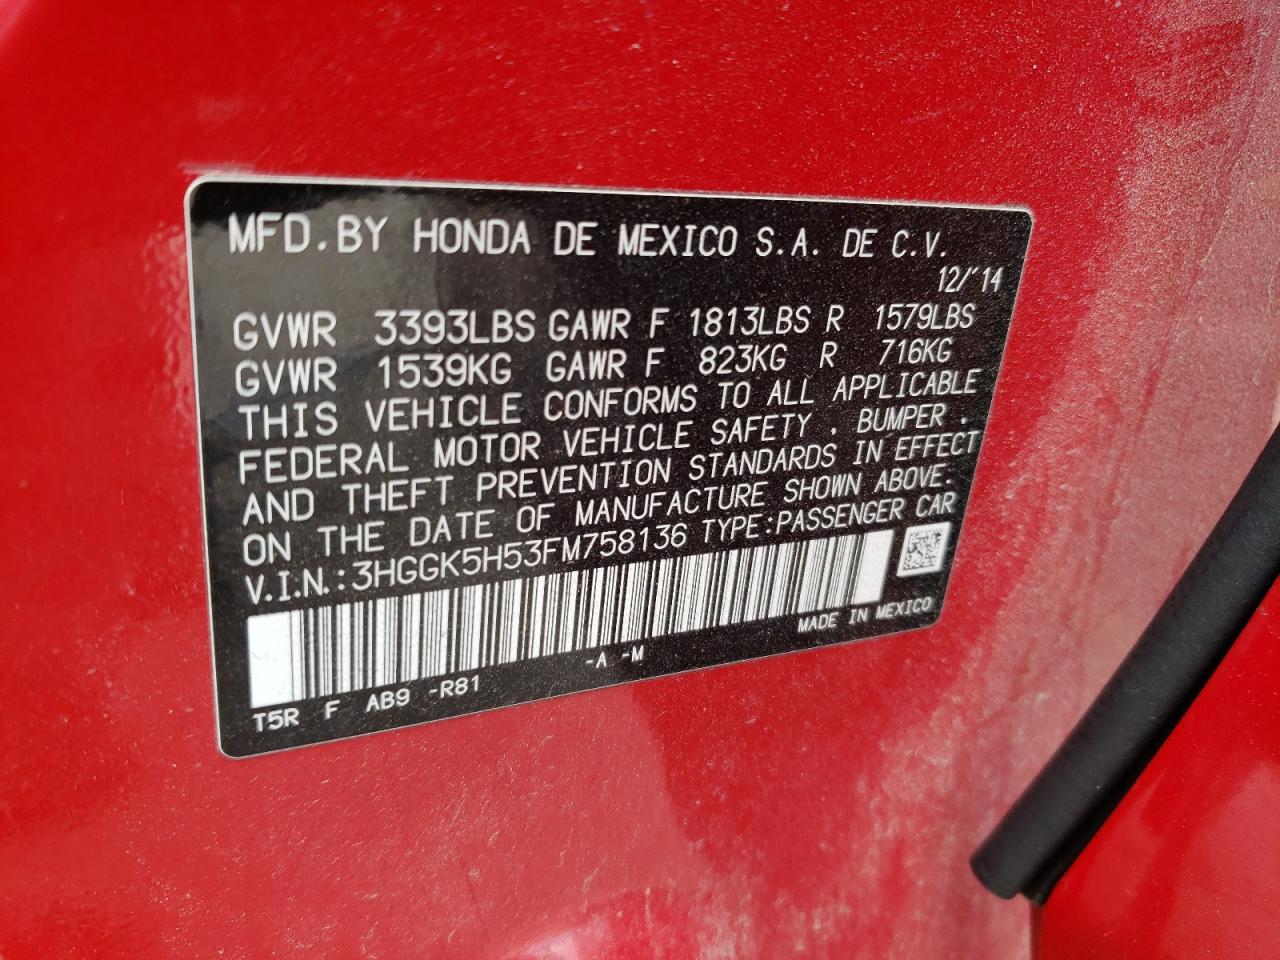 MFD.BY HONDA DE MEXICO S.A. DE C.V.
12/'14
GVWR 3393LBS GAWR F 1813LBS R 1579LBS
GVWR 1539KG GAWR F 823KG R 716KG
THIS VEHICLE CONFORMS TO ALL APPLICABLE
FEDERAL MOTOR VEHICLE SAFETY , BUMPER ,
AND THEFT PREVENTION STANDARDS IN EFFECT
ON THE DATE OF MANUFACTURE SHOWN ABOVE.
V.I.N.:3HGGK5H53FM758136 TYPE:PASSENGER CAR
MADE IN MEXICO
T5R F AB9 -R81 -A -M